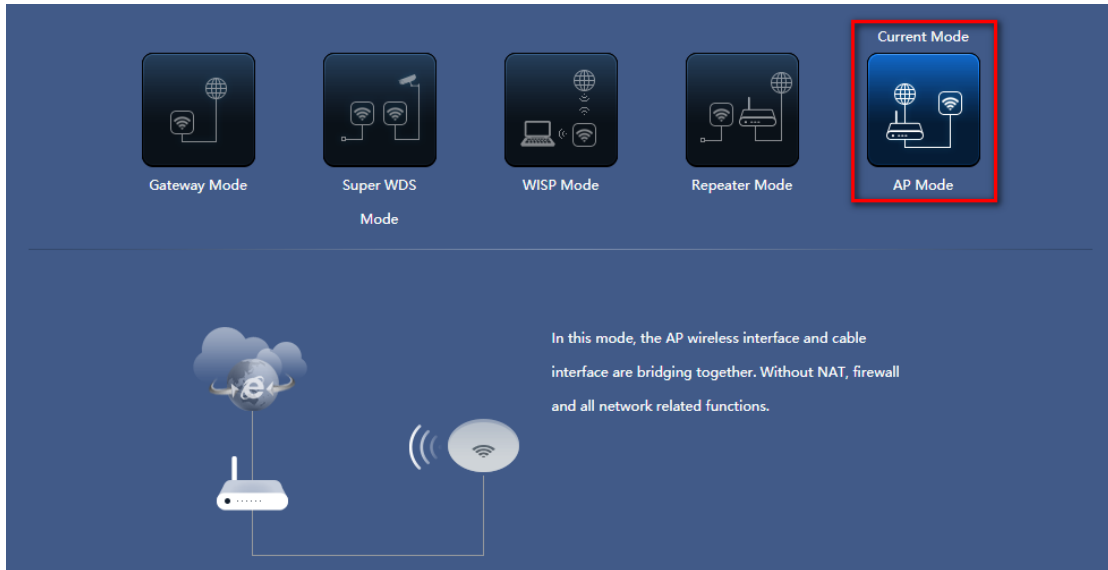 Current Mode
Gateway Mode
Super WDS
Mode
WISP Mode
Repeater Mode
AP Mode
In this mode, the AP wireless interface and cable
interface are bridging together. Without NAT, firewall
and all network related functions.